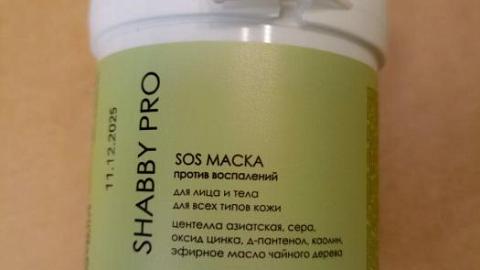 11.12.2025
SHABBY PRO
SOS МАСКА
против воспалений
для лица и тела
для всех типов кожи
центелла азиатская, сера,
оксид цинка, д-пантенол, каолин,
эфирное масло чайного дерева